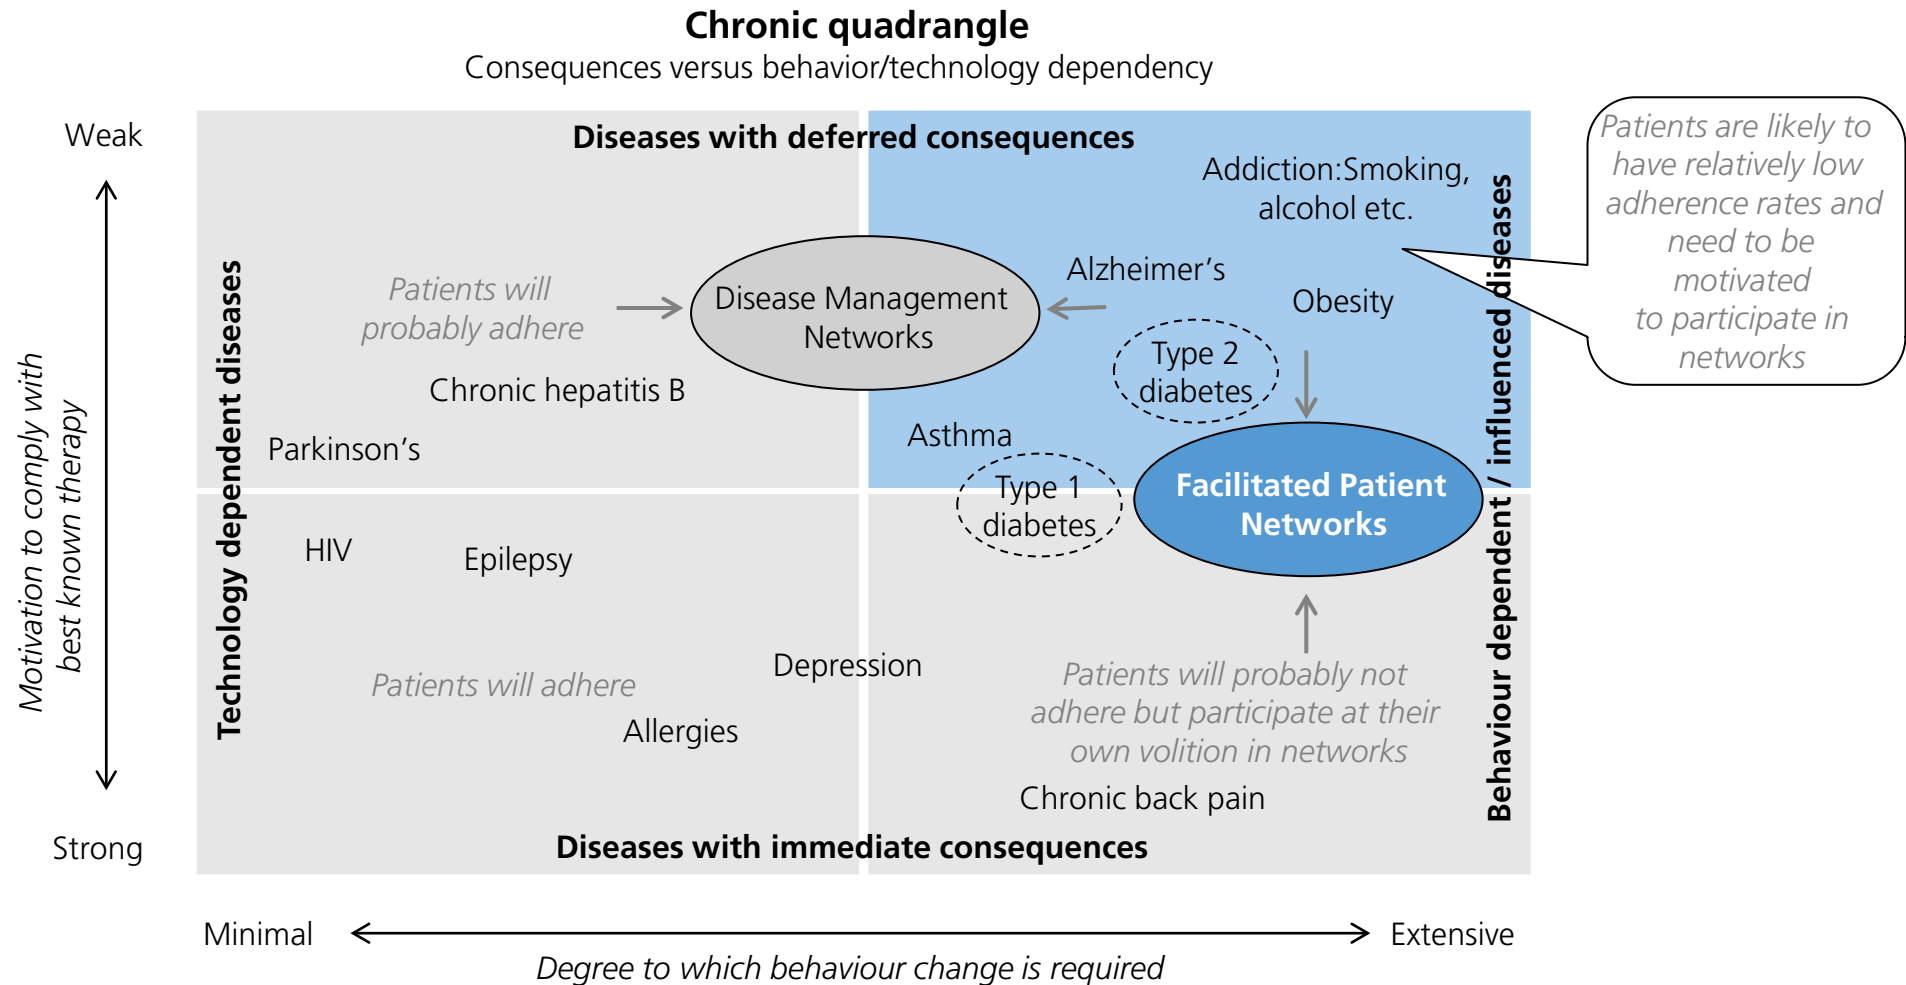 Chronic quadrangle
Consequences versus behavior/technology dependency
Weak
Motivation to comply with
best known therapy
Strong
Technology dependent diseases
Diseases with deferred consequences
Patients will
probably adhere
Disease Management
Networks
Chronic hepatitis B
Parkinson's
Addiction:Smoking,
alcohol etc.
Alzheimer's
Obesity
Type 2
diabetes
Asthma
Type 1
diabetes
Facilitated Patient
Networks
Behaviour dependent / influenced diseases
Patients are likely to
have relatively low
adherence rates and
need to be
motivated
to participate in
networks
HIV
Epilepsy
Patients will adhere
Depression
Allergies
Patients will probably not
adhere but participate at their
own volition in networks
Chronic back pain
Diseases with immediate consequences
Minimal
Extensive
Degree to which behaviour change is required